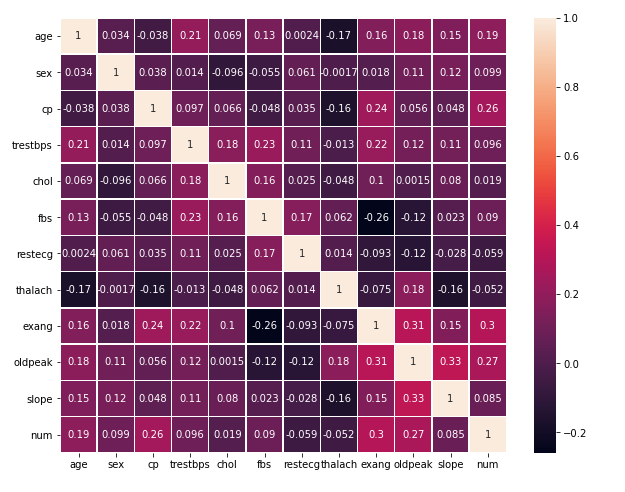 age 1 0.034 -0.038 0.21 0.069 0.13 0.0024 -0.17 0.16 0.18 0.15 0.19
sex 0.034 1 0.038 0.014 -0.096 -0.055 0.061 -0.0017 0.018 0.11 0.12 0.099
cp -0.038 0.038 1 0.097 0.066 -0.048 0.035 -0.16 0.24 0.056 0.048 0.26
trestbps 0.21 0.014 0.097 1 0.18 0.23 0.11 -0.013 0.22 0.12 0.11 0.096
chol 0.069 -0.096 0.066 0.18 1 0.16 0.025 -0.048 0.1 0.0015 0.08 0.019
fbs 0.13 -0.055 -0.048 0.23 0.16 1 0.17 0.062 -0.26 -0.12 0.023 0.09
restecg 0.0024 0.061 0.035 0.11 0.025 0.17 1 0.014 -0.093 -0.12 -0.028 -0.059
thalach -0.17 -0.0017 -0.16 -0.013 -0.048 0.062 0.014 1 -0.075 0.18 -0.16 -0.052
exang 0.16 0.018 0.24 0.22 0.1 -0.26 -0.093 -0.075 1 0.31 0.15 0.3
oldpeak 0.18 0.11 0.056 0.12 0.0015 -0.12 -0.12 0.18 0.31 1 0.33 0.27
slope 0.15 0.12 0.048 0.11 0.08 0.023 -0.028 -0.16 0.15 0.33 1 0.085
num 0.19 0.099 0.26 0.096 0.019 0.09 -0.059 -0.052 0.3 0.27 0.085 1
age sex cp trestbps chol fbs restecg thalach exang oldpeak slope num
1.0
0.8
0.6
0.4
0.2
0.0
−0.2